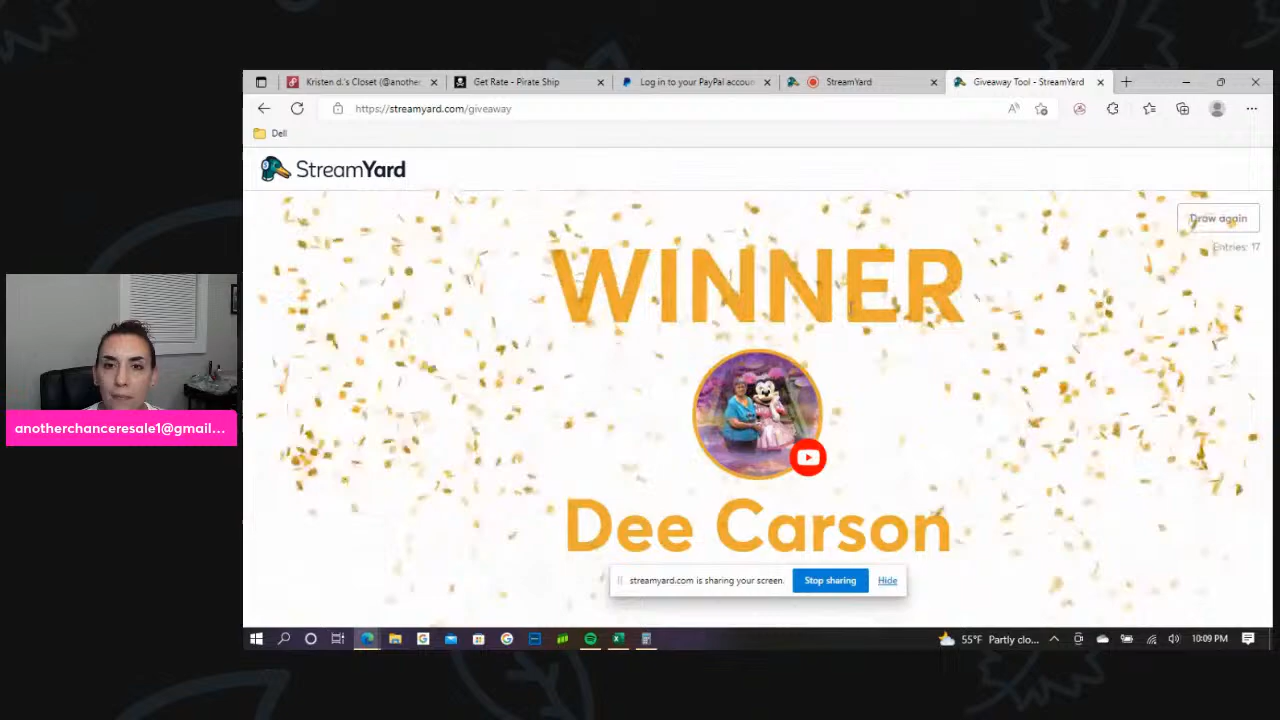 Kristen d.'s Closet (@another
Get Rate - Pirate Ship
Log in to your PayPal accoun
StreamYard
Giveaway Tool - StreamYard
https://streamyard.com/giveaway
Dell
StreamYard
Draw again
Entries: 17
WINNER
Dee Carson
anotherchanceresale1@gmail...
streamyard.com is sharing your screen.
Stop sharing
Hide
55°F Partly clo...
10:09 PM